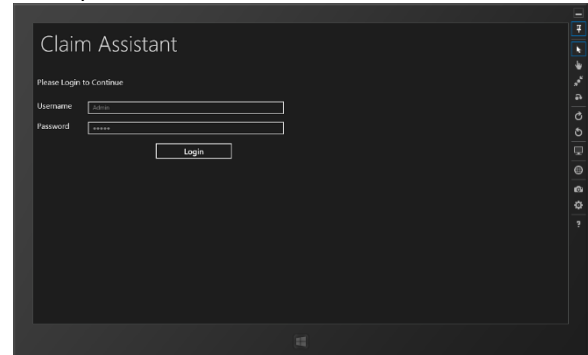 Claim Assistant
Please Login to Continue
Username Admin
Password •••••
Login
?